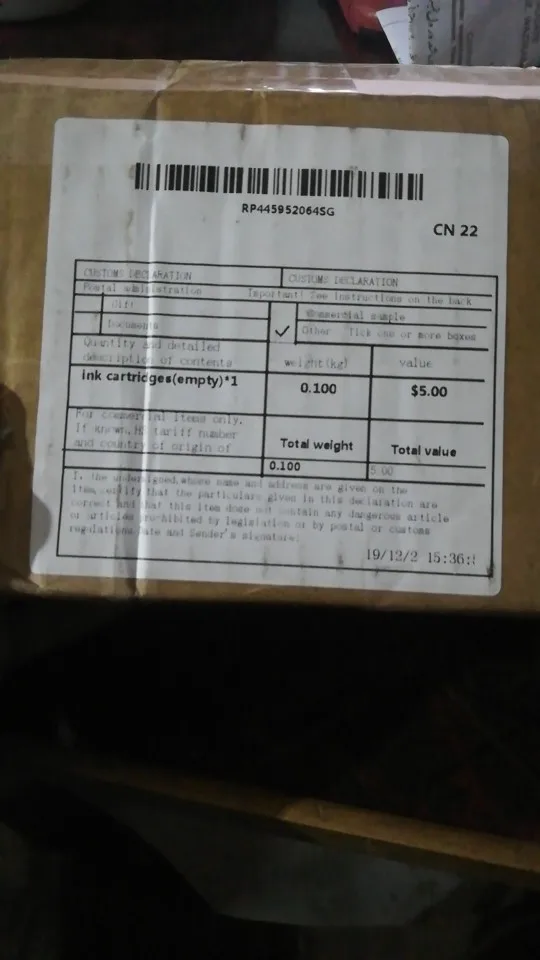 RP445952064SG
CN 22
CUSTOMS DECLARATION
CUSTOMS DECLARATION
Postal administration
Important! See Instructions on the back
Gift
Commercial sample
Documents
Other Tick one or more boxes
Quantity and detailed
description of contents
weight(kg)
value
ink cartridges(empty)*1
0.100
$5.00
For commercial items only,
If known,HS tariff number
and country of origin of
Total weight
Total value
0.100
5.00
I, the undersigned,whose name and address are given on the
item,certify that the particulars given in this declaration are
correct and that this item dose not contain any dangerous article
or articles prohibited by legislation or by postal or customs
regulations.Date and Sender's signature:
19/12/2 15:36: